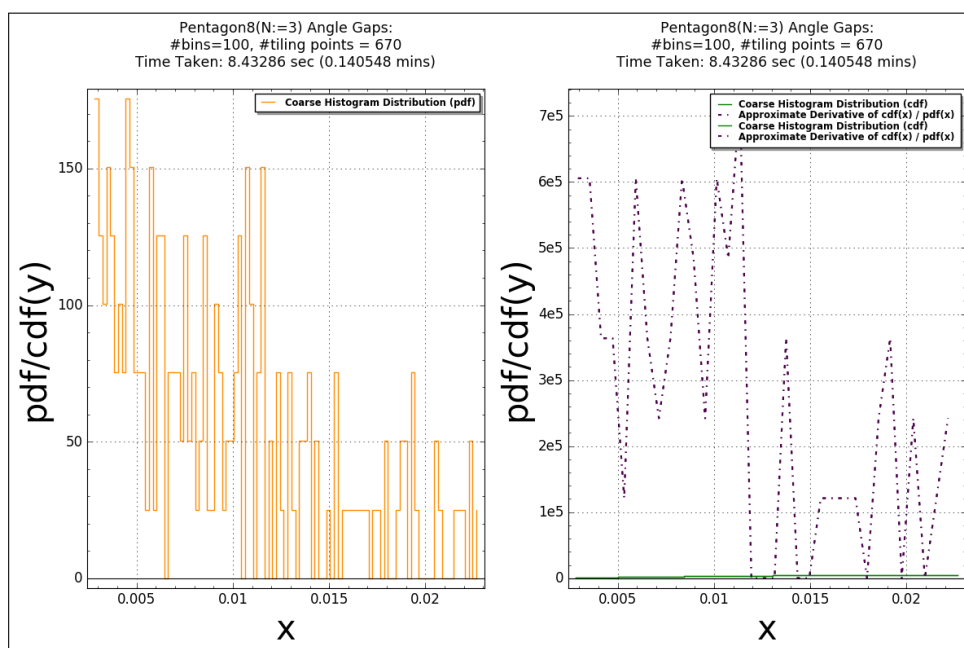 Pentagon8(N:=3) Angle Gaps:
#bins=100, #tiling points = 670
Time Taken: 8.43286 sec (0.140548 mins)
Coarse Histogram Distribution (pdf)
150
100
50
0
pdf/cdf(y)
0.005
0.01
0.015
0.02
x
Pentagon8(N:=3) Angle Gaps:
#bins=100, #tiling points = 670
Time Taken: 8.43286 sec (0.140548 mins)
Coarse Histogram Distribution (cdf)
Approximate Derivative of cdf(x) / pdf(x)
Coarse Histogram Distribution (cdf)
Approximate Derivative of cdf(x) / pdf(x)
7e5
6e5
5e5
4e5
3e5
2e5
1e5
0
pdf/cdf(y)
0.005
0.01
0.015
0.02
x